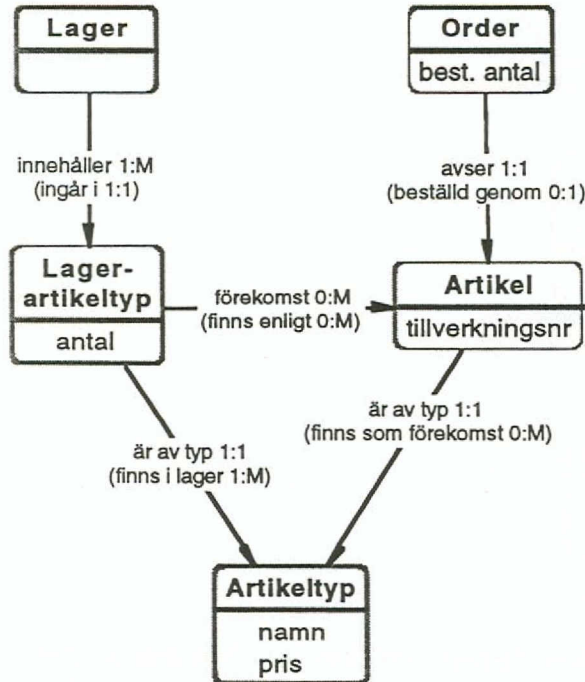 Lager
Order
best. antal
innehåller 1:M
(ingår i 1:1)
avser 1:1
(beställd genom 0:1)
Lager-
artikeltyp
antal
förekomst 0:M
(finns enligt 0:M)
Artikel
tillverkningsnr
är av typ 1:1
(finns i lager 1:M)
är av typ 1:1
(finns som förekomst 0:M)
Artikeltyp
namn
pris